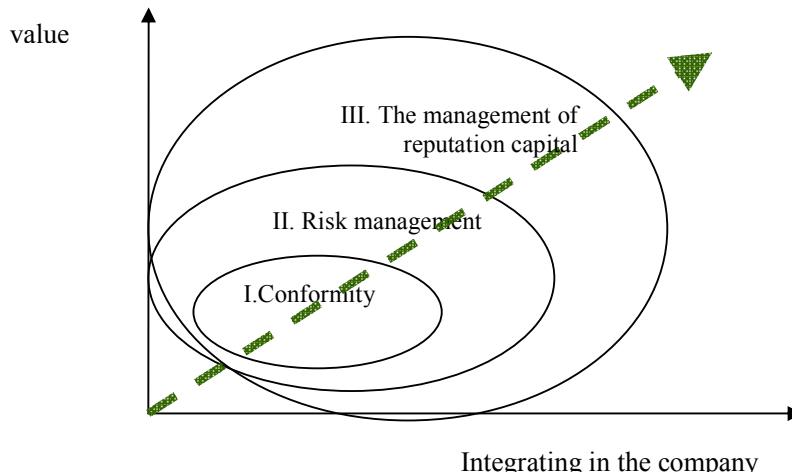 value
III. The management of
reputation capital
II. Risk management
I.Conformity
Integrating in the company